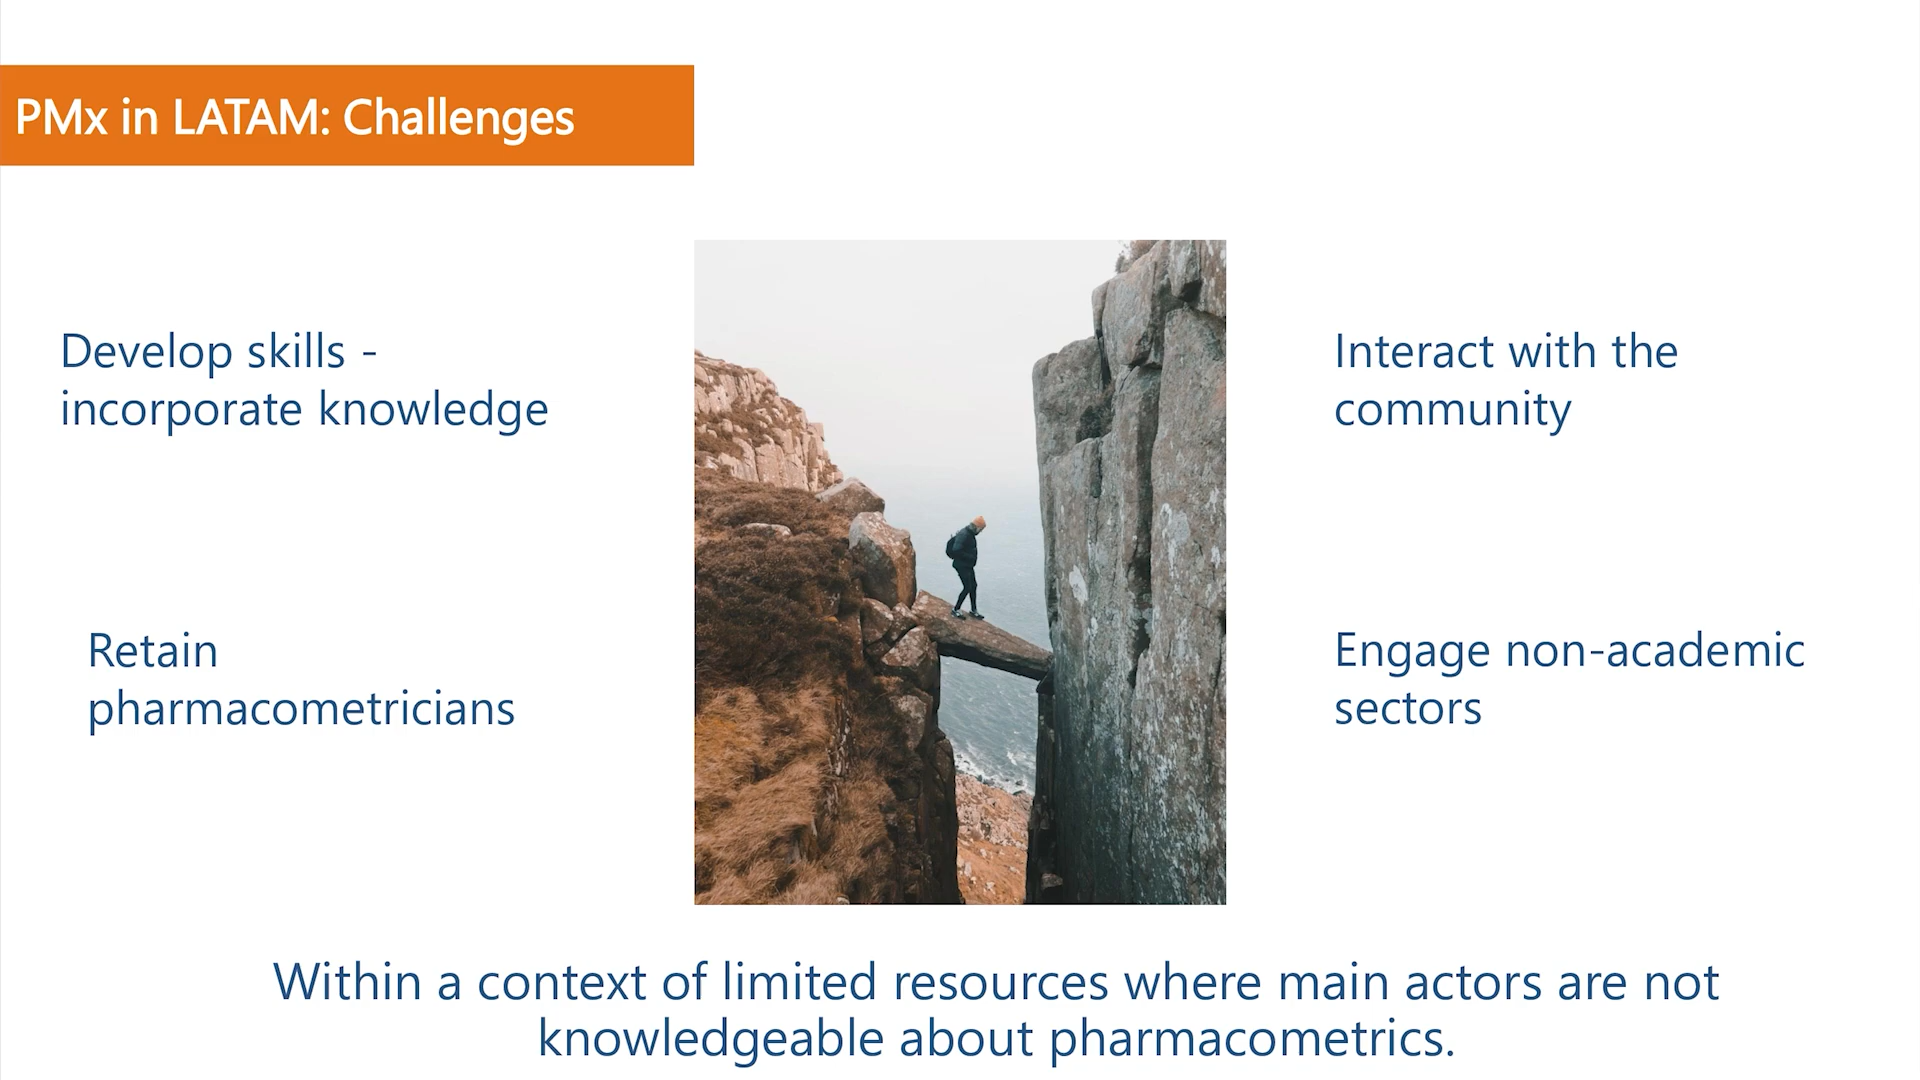 PMx in LATAM: Challenges
Develop skills -
incorporate knowledge
Interact with the
community
Retain
pharmacometricians
Engage non-academic
sectors
Within a context of limited resources where main actors are not
knowledgeable about pharmacometrics.